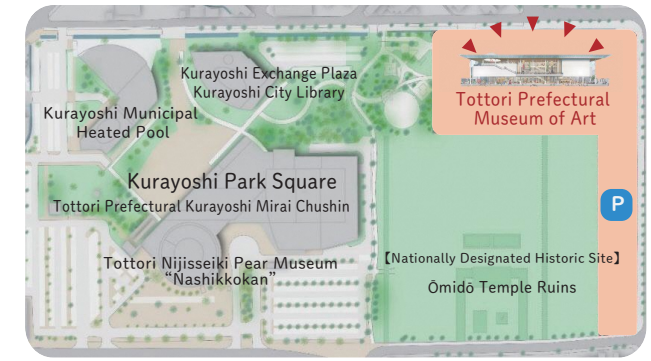 Kurayoshi Exchange Plaza
Kurayoshi City Library
Kurayoshi Municipal
Heated Pool
Tottori Prefectural
Museum of Art
Kurayoshi Park Square
Tottori Prefectural Kurayoshi Mirai Chushin
P
Tottori Nijisseiki Pear Museum
“Nashikkokan”
【Nationally Designated Historic Site】
Ōmidō Temple Ruins